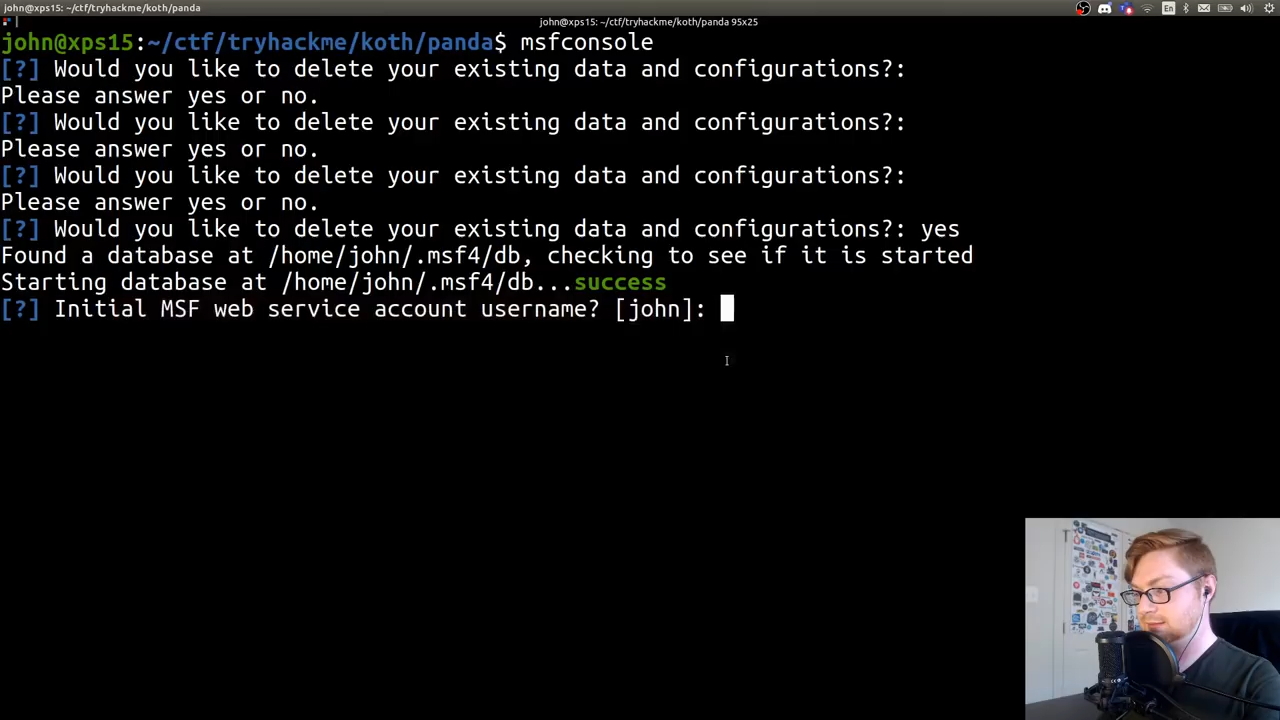 john@xps15: ~/ctf/tryhackme/koth/panda
En
john@xps15: ~/ctf/tryhackme/koth/panda 95x25
john@xps15:~/ctf/tryhackme/koth/panda$ msfconsole
[?] Would you like to delete your existing data and configurations?:
Please answer yes or no.
[?] Would you like to delete your existing data and configurations?:
Please answer yes or no.
[?] Would you like to delete your existing data and configurations?:
Please answer yes or no.
[?] Would you like to delete your existing data and configurations?: yes
Found a database at /home/john/.msf4/db, checking to see if it is started
Starting database at /home/john/.msf4/db...success
[?] Initial MSF web service account username? [john]: